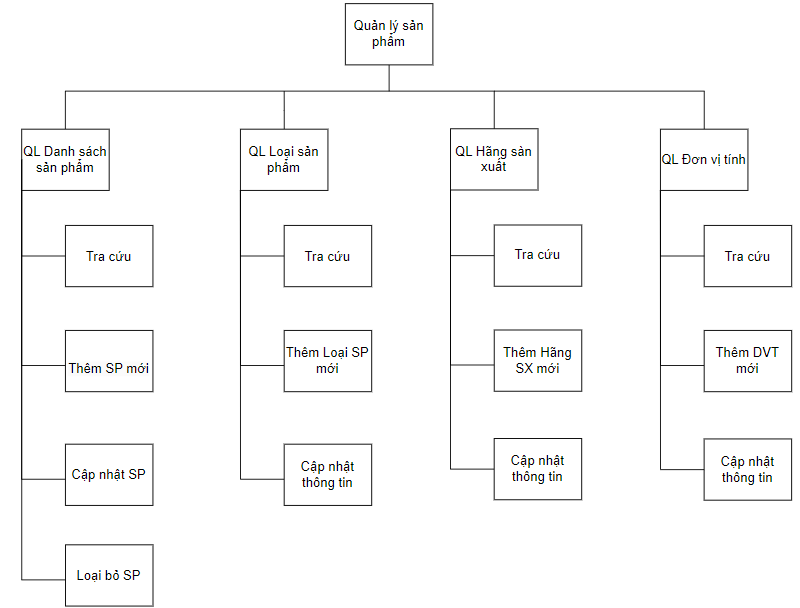 Quản lý sản
phẩm
QL Danh sách
sản phẩm
QL Loại sản
phẩm
QL Hãng sản
xuất
QL Đơn vị tính
Tra cứu
Tra cứu
Tra cứu
Tra cứu
Thêm SP mới
Thêm Loại SP
mới
Thêm Hãng
SX mới
Thêm DVT
mới
Cập nhật SP
Cập nhật
thông tin
Cập nhật
thông tin
Cập nhật
thông tin
Loại bỏ SP